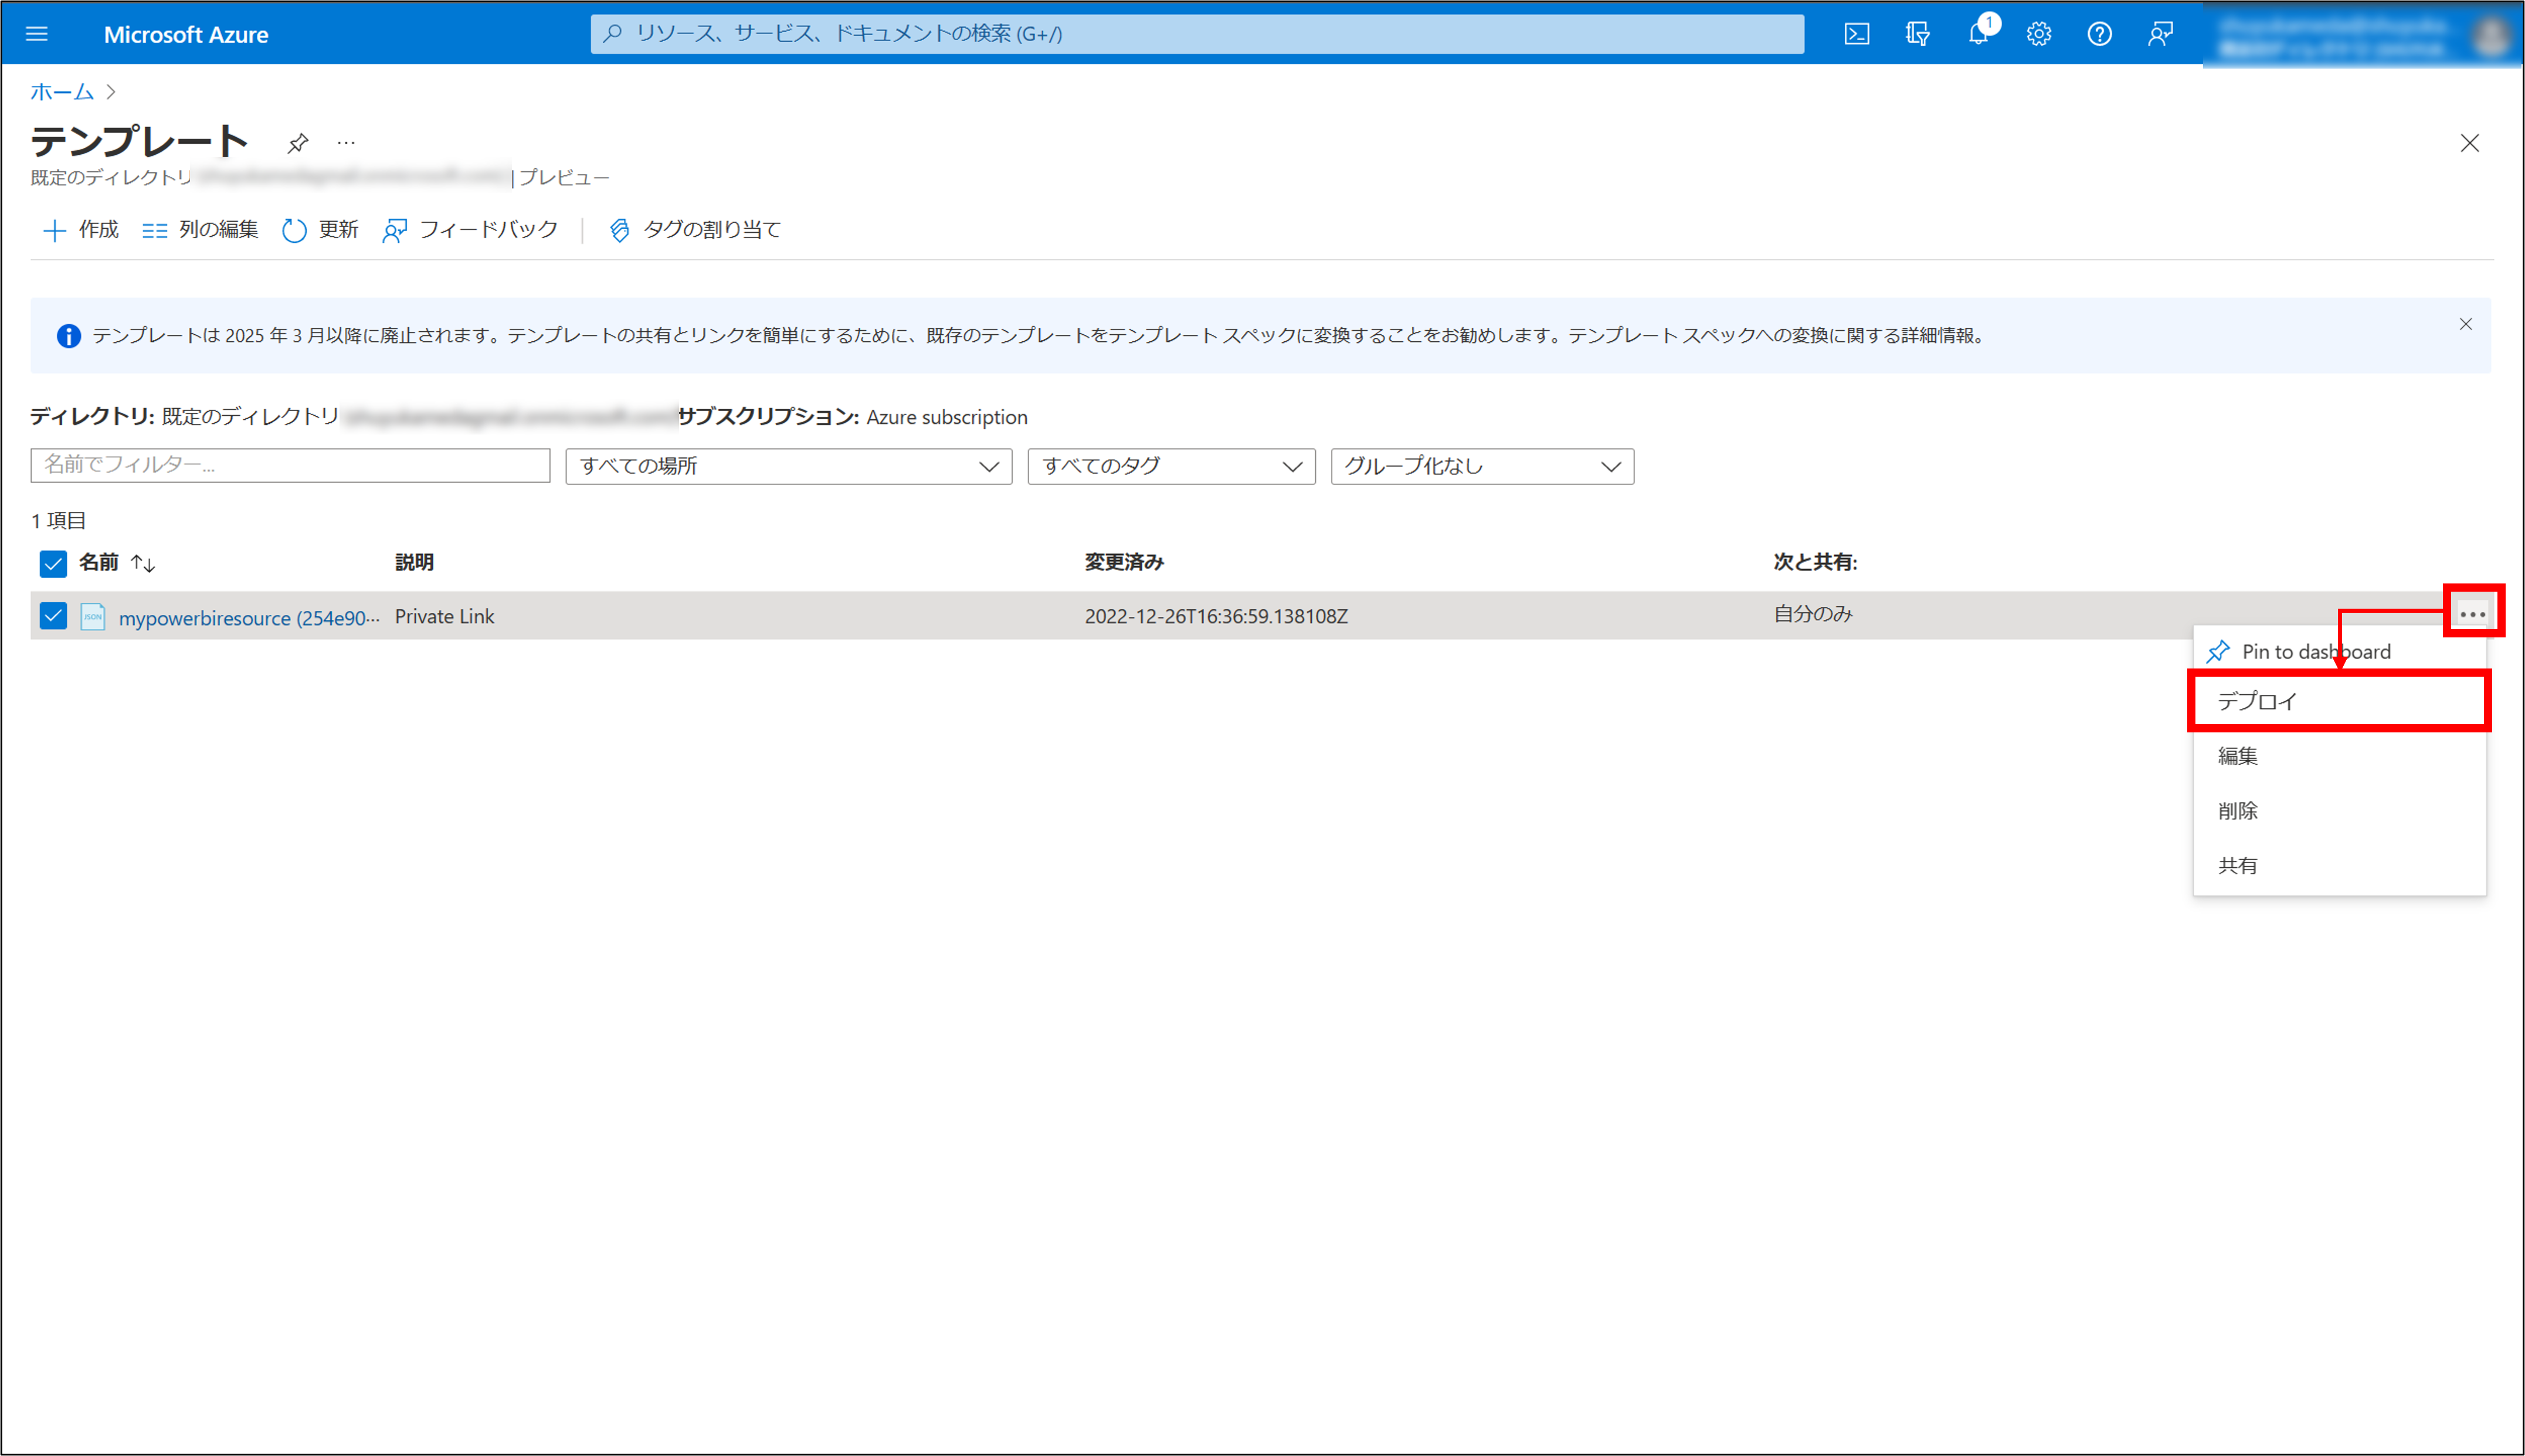 Microsoft Azure
リソース、サービス、ドキュメントの検索 (G+/)
1
ホーム
テンプレート
既定のディレクトリ | プレビュー
作成 列の編集 更新 フィードバック タグの割り当て
テンプレートは 2025 年 3 月以降に廃止されます。テンプレートの共有とリンクを簡単にするために、既存のテンプレートをテンプレート スペックに変換することをお勧めします。テンプレート スペックへの変換に関する詳細情報。
ディレクトリ: 既定のディレクトリ サブスクリプション: Azure subscription
名前でフィルター... すべての場所 すべてのタグ グループ化なし
1 項目
名前 ↑↓ 説明 変更済み 次と共有:
JSON mypowerbiresource (254e90… Private Link 2022-12-26T16:36:59.138108Z 自分のみ
Pin to dashboard
デプロイ
編集
削除
共有